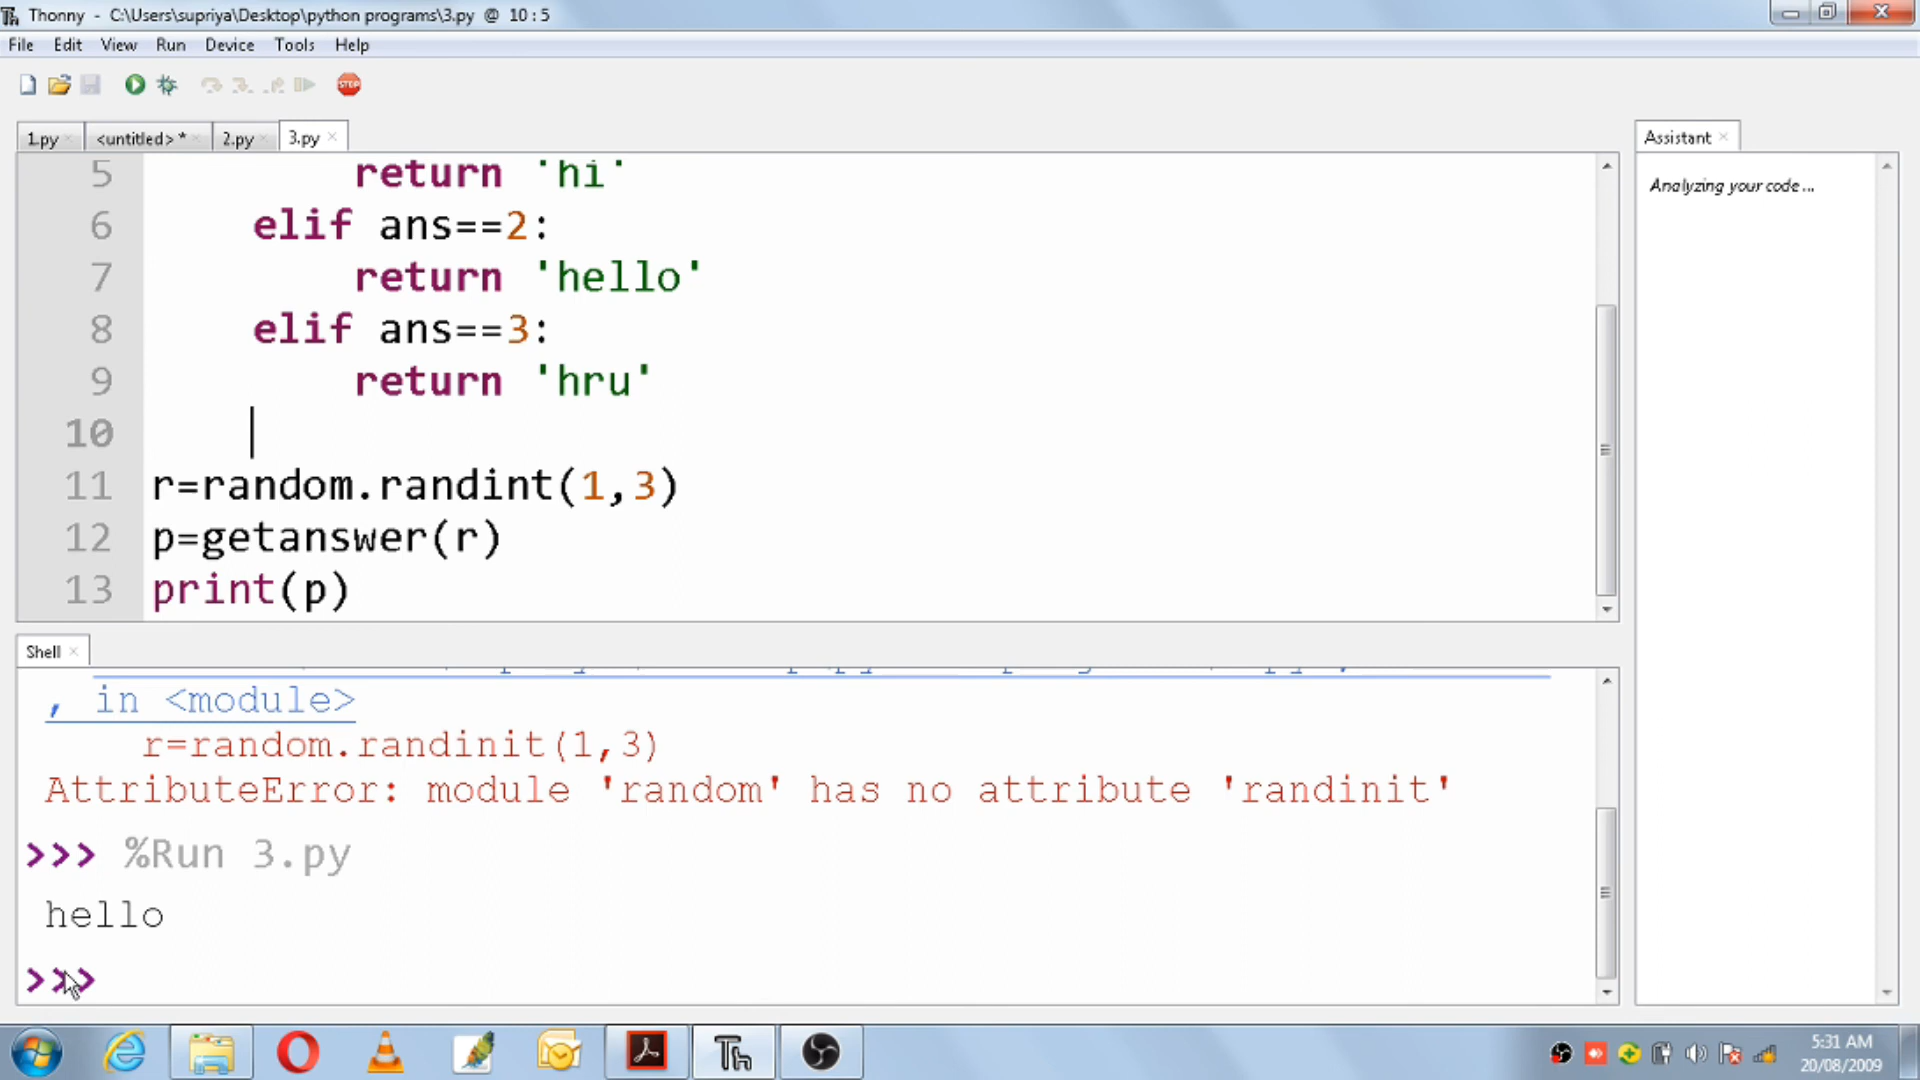 Thonny - C:\Users\supriya\Desktop\python programs\3.py @ 10:5
File Edit View Run Device Tools Help
STOP
1.py <untitled> * 2.py 3.py
5 return 'hi'
6 elif ans==2:
7 return 'hello'
8 elif ans==3:
9 return 'hru'
10
11 r=random.randint(1,3)
12 p=getanswer(r)
13 print(p)
Assistant
Analyzing your code ...
Shell
, in <module>
r=random.randinit(1,3)
AttributeError: module 'random' has no attribute 'randinit'
>>> %Run 3.py
hello
>>>
Th
5:31 AM
20/08/2009